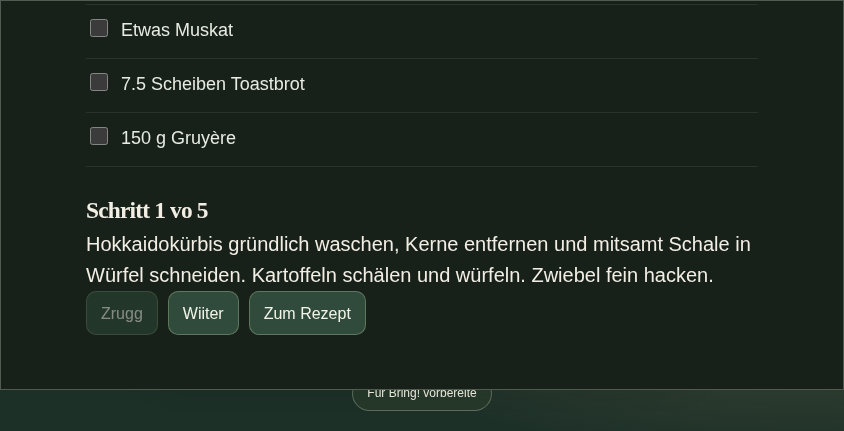 Etwas Muskat
7.5 Scheiben Toastbrot
150 g Gruyère
Schritt 1 vo 5
Hokkaidokürbis gründlich waschen, Kerne entfernen und mitsamt Schale in
Würfel schneiden. Kartoffeln schälen und würfeln. Zwiebel fein hacken.
Zrugg Wiiter Zum Rezept
Für Bring! vorbereite